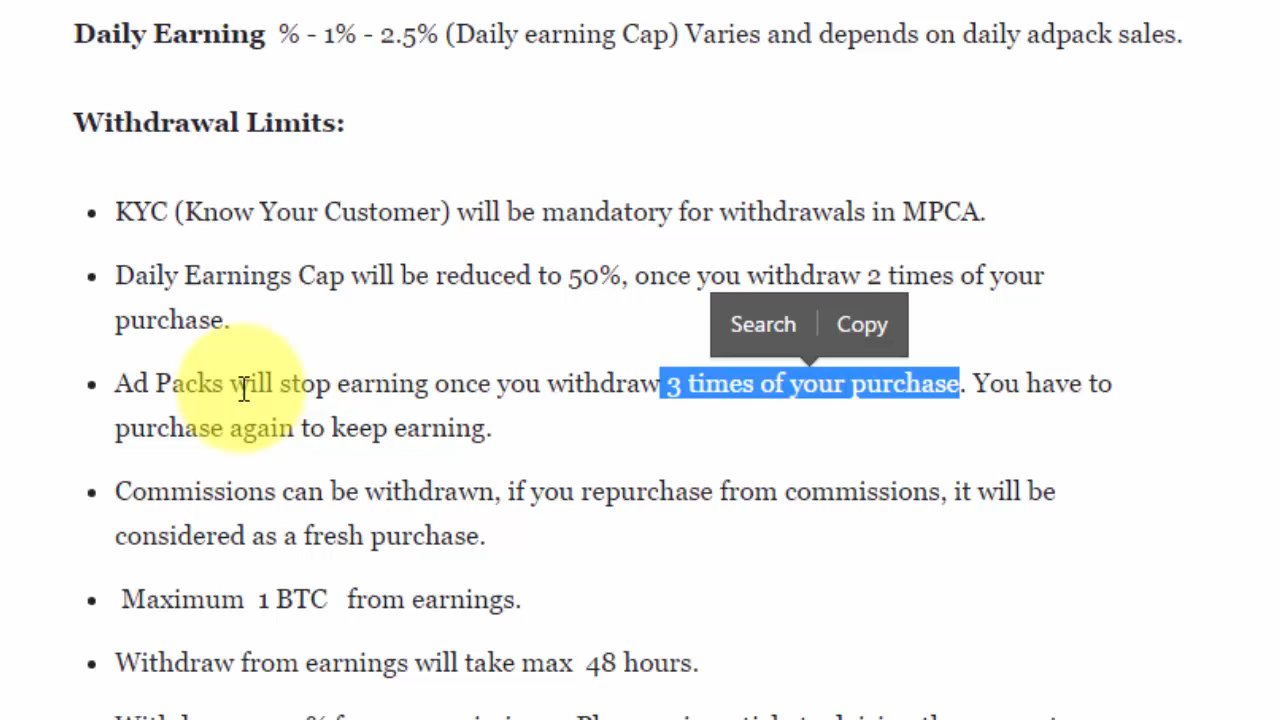 Daily Earning % - 1% - 2.5% (Daily earning Cap) Varies and depends on daily adpack sales.
Withdrawal Limits:
• KYC (Know Your Customer) will be mandatory for withdrawals in MPCA.
• Daily Earnings Cap will be reduced to 50%, once you withdraw 2 times of your
purchase.
Search | Copy
• Ad Packs will stop earning once you withdraw 3 times of your purchase. You have to
purchase again to keep earning.
• Commissions can be withdrawn, if you repurchase from commissions, it will be
considered as a fresh purchase.
• Maximum 1 BTC from earnings.
• Withdraw from earnings will take max 48 hours.